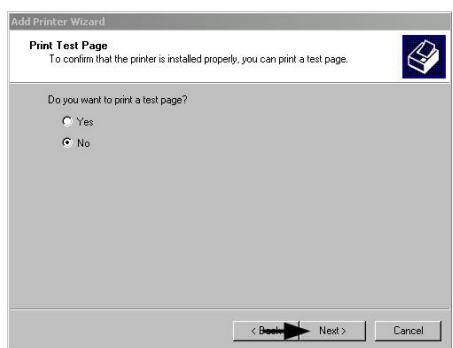 Add Printer Wizard
Print Test Page
To confirm that the printer is installed properly, you can print a test page.
Do you want to print a test page?
Yes
No
< Back Next > Cancel